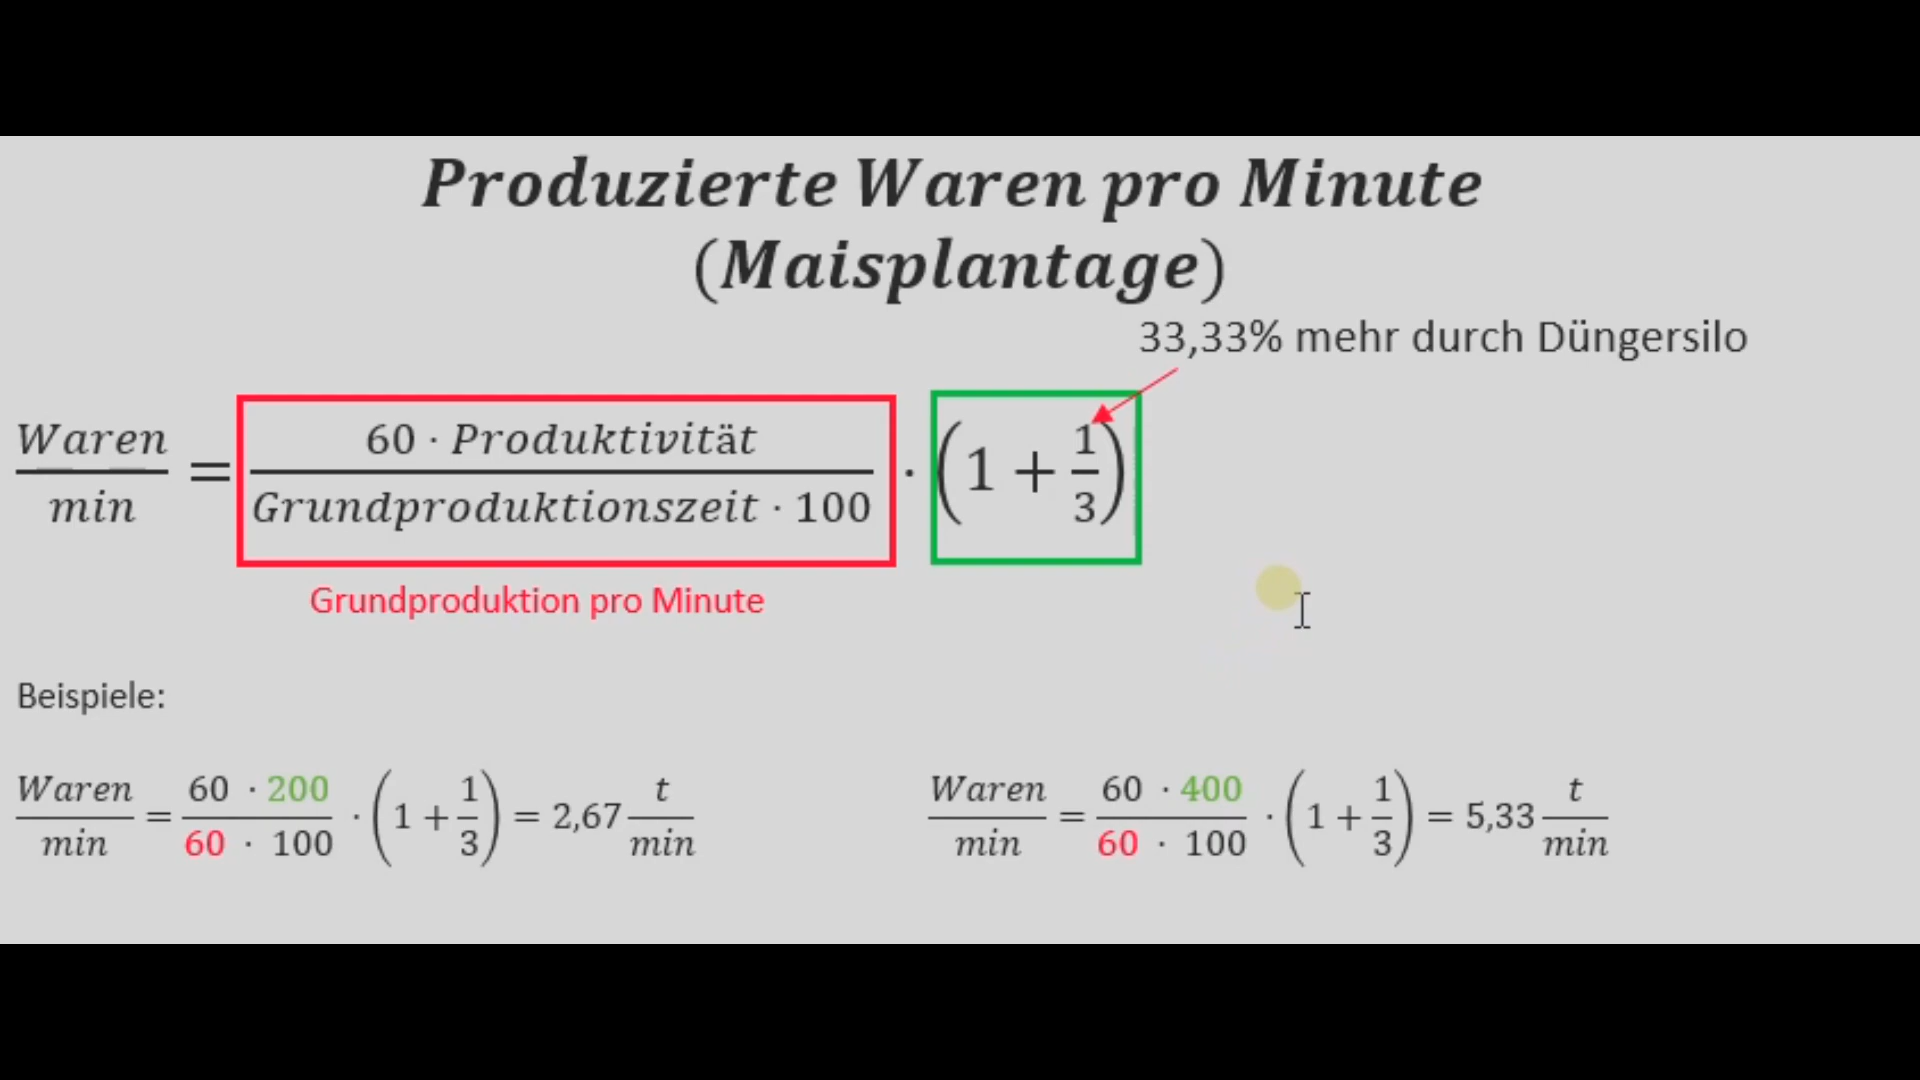 Produzierte Waren pro Minute
(Maisplantage)
33,33% mehr durch Düngersilo
Waren/min = (60 · Produktivität)/(Grundproduktionszeit · 100) · (1 + 1/3)
Grundproduktion pro Minute
Beispiele:
Waren/min = (60 · 200)/(60 · 100) · (1 + 1/3) = 2,67 t/min
Waren/min = (60 · 400)/(60 · 100) · (1 + 1/3) = 5,33 t/min